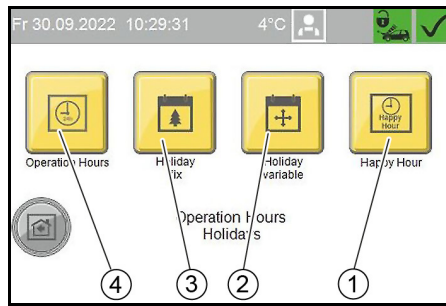 Fr 30.09.2022 10:29:31 4°C
24h
Happy
Hour
Operation Hours
Holiday
fix
Holiday
variable
Happy Hour
Operation Hours
Holidays
4
3
2
1